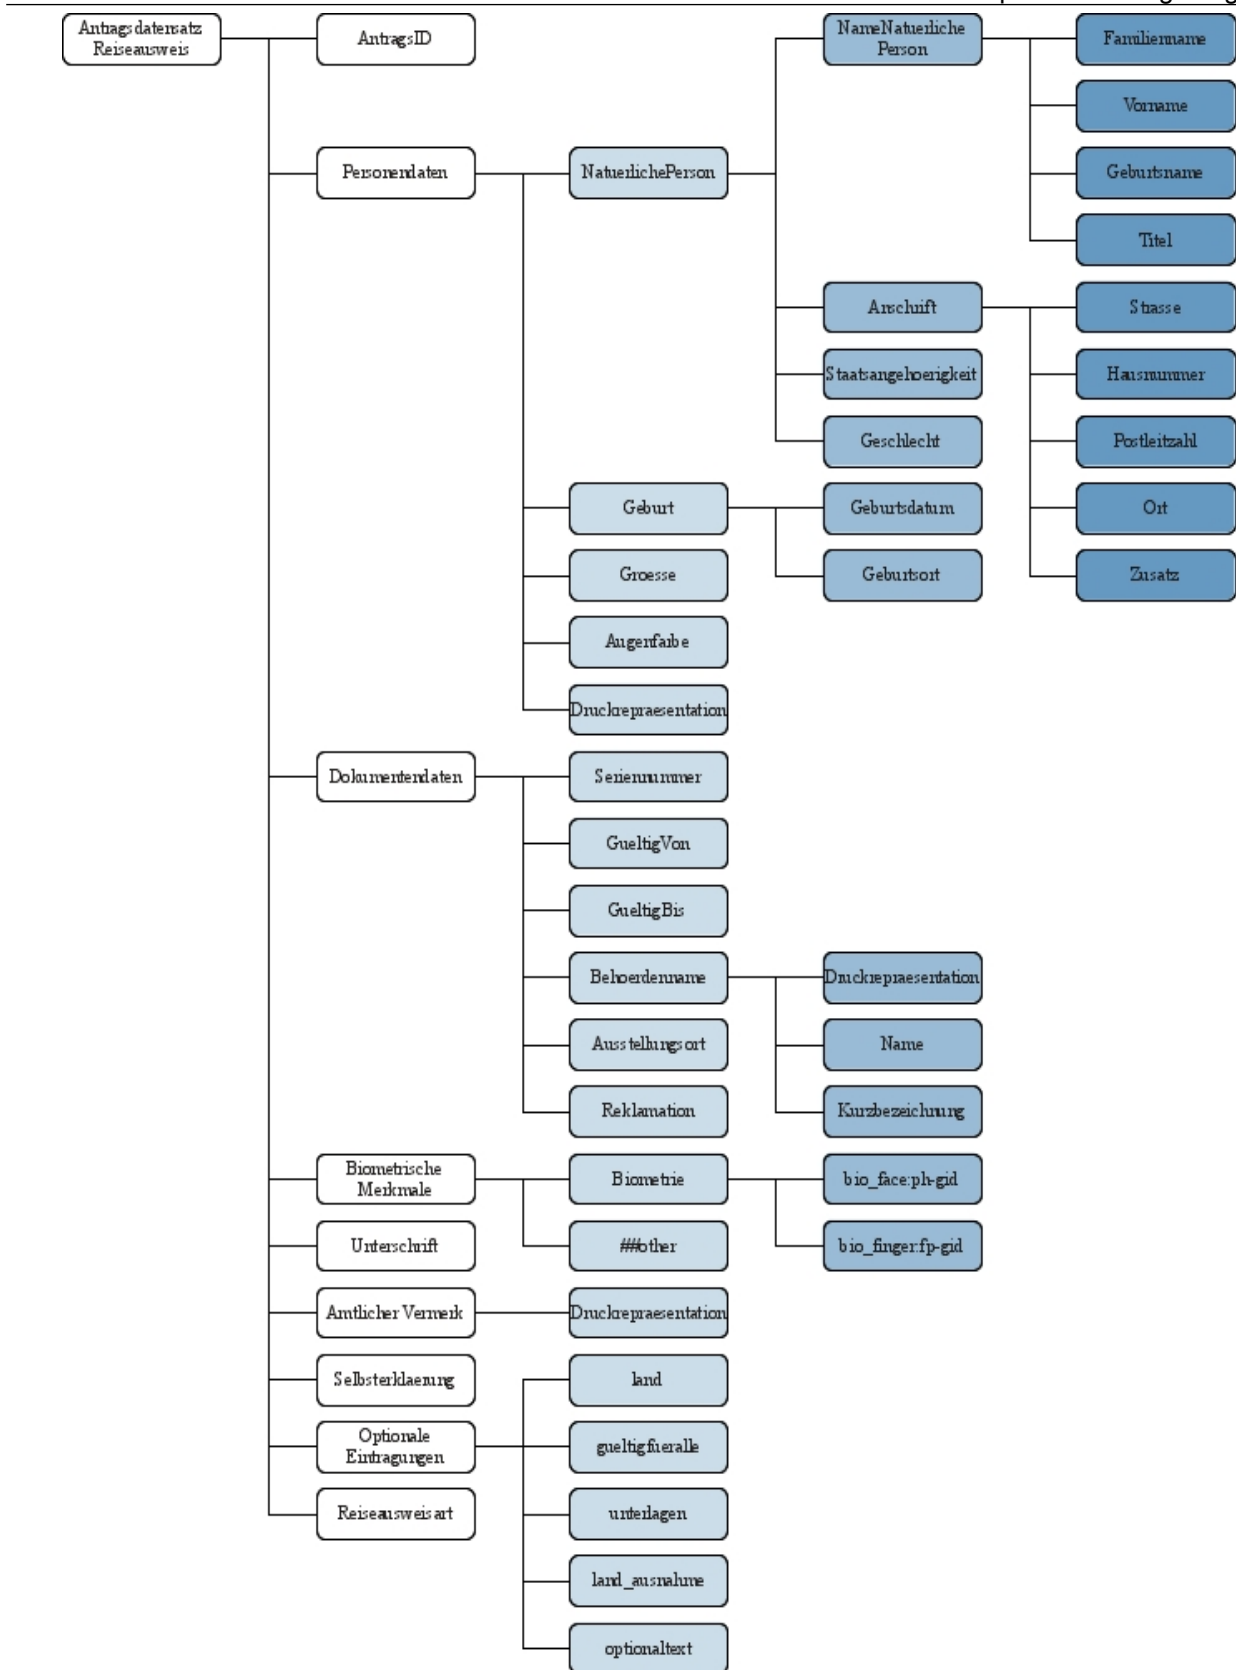 Antragsdatensatz
Reiseausweis
AntragsID
NameNatuerliche
Person
Familienname
Vorname
Personendaten
NatuerlichePerson
Geburtsname
Titel
Anschrift
Strasse
Staatsangehoerigkeit
Hausnummer
Geschlecht
Postleitzahl
Geburt
Geburtsdatum
Ort
Groesse
Geburtsort
Zusatz
Augenfarbe
Druckrepraesentation
Dokumentendaten
Seriennummer
GueltigVon
GueltigBis
Behoerdenname
Druckrepraesentation
Ausstellungsort
Name
Reklamation
Kurzbezeichnung
Biometrische
Merkmale
Biometrie
bio_face:ph-gid
Unterschrift
##other
bio_finger:fp-gid
Amtlicher Vermerk
Druckrepraesentation
Selbsterklaerung
land
Optionale
Eintragungen
gueltigfueralle
Reiseausweisart
unterlagen
land_ausnahme
optionaltext